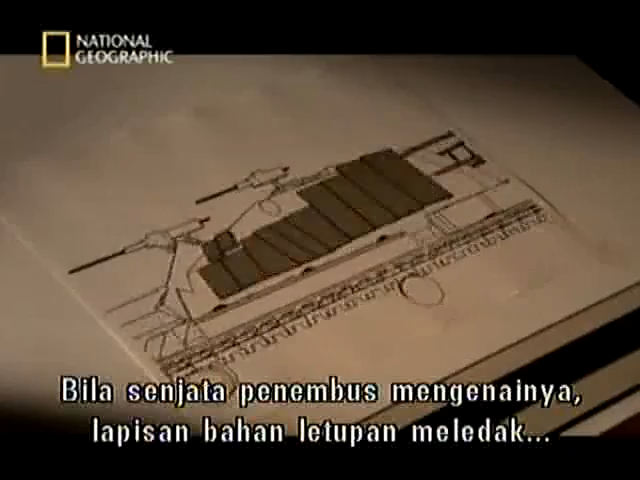 NATIONAL
GEOGRAPHIC
Bila senjata penembus mengenainya,
lapisan bahan letupan meledak...